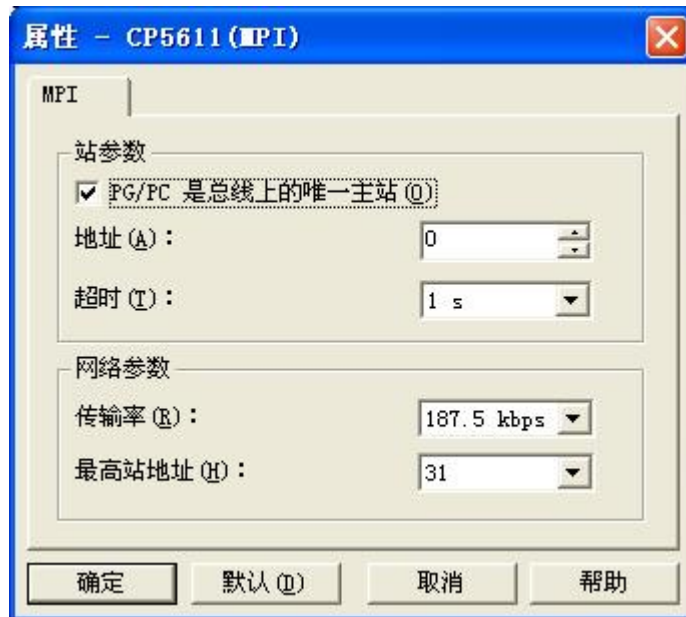 属性 - CP5611(MPI)
MPI
站参数
PG/PC 是总线上的唯一主站(O)
地址(A)：
0
超时(T)：
1 s
网络参数
传输率(R)：
187.5 kbps
最高站地址(H)：
31
确定
默认(D)
取消
帮助